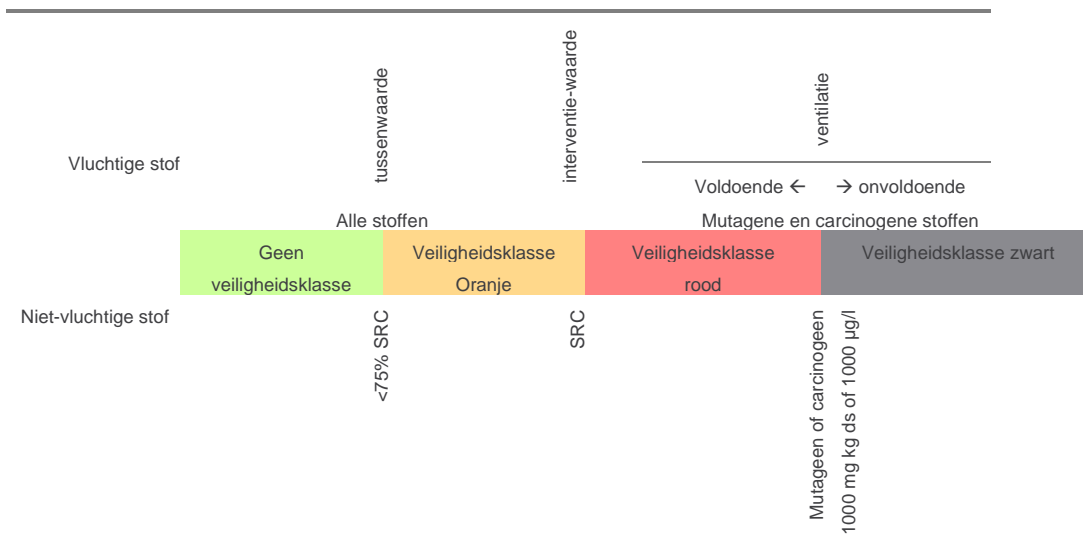 tussenwaarde
interventie-waarde
ventilatie
Vluchtige stof
Voldoende ← → onvoldoende
Alle stoffen
Mutagene en carcinogene stoffen
Geen
veiligheidsklasse
Veiligheidsklasse
Oranje
Veiligheidsklasse
rood
Veiligheidsklasse zwart
Niet-vluchtige stof
<75% SRC
SRC
Mutageen of carcinogeen
1000 mg kg ds of 1000 µg/l